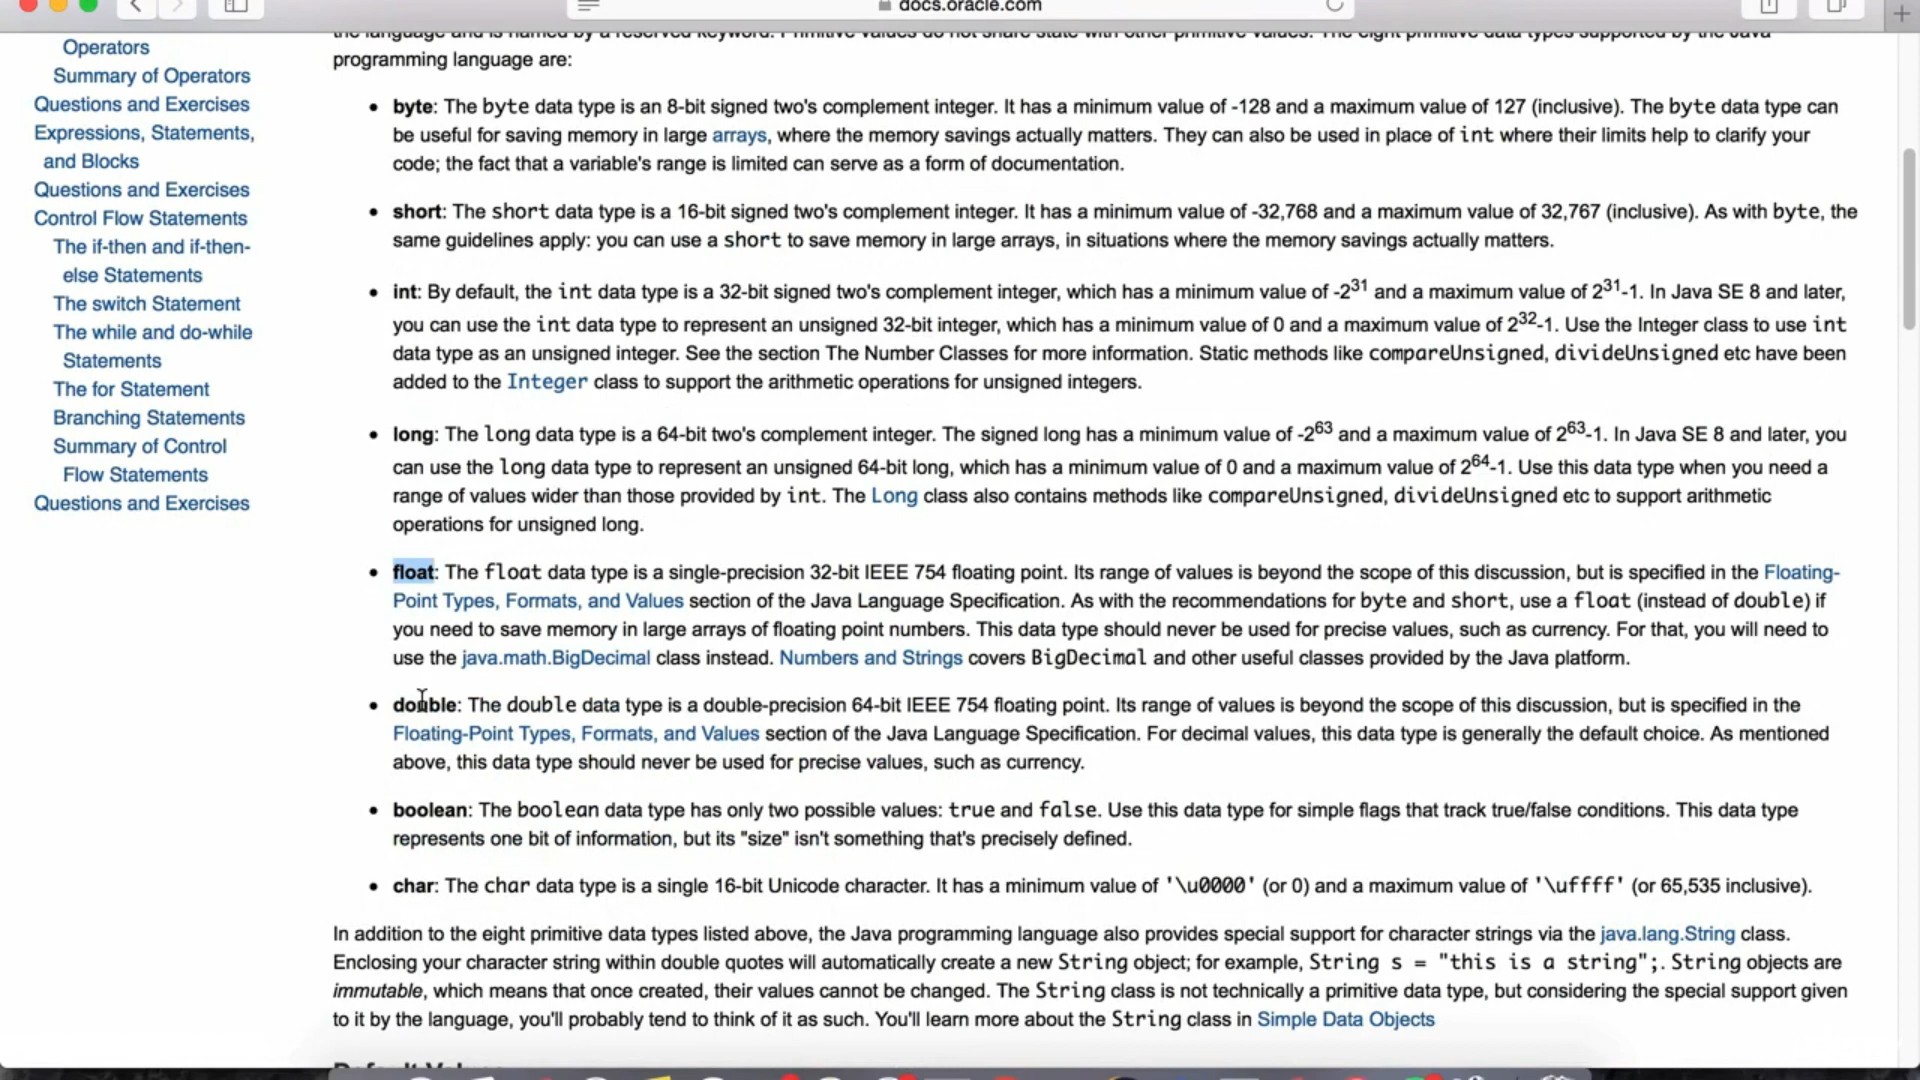 docs.oracle.com
Operators
Summary of Operators
Questions and Exercises
Expressions, Statements,
and Blocks
Questions and Exercises
Control Flow Statements
The if-then and if-then-
else Statements
The switch Statement
The while and do-while
Statements
The for Statement
Branching Statements
Summary of Control
Flow Statements
Questions and Exercises
the language and is named by a reserved keyword. Primitive values do not share state with other primitive values. The eight primitive data types supported by the Java
programming language are:
• byte: The byte data type is an 8-bit signed two's complement integer. It has a minimum value of -128 and a maximum value of 127 (inclusive). The byte data type can
be useful for saving memory in large arrays, where the memory savings actually matters. They can also be used in place of int where their limits help to clarify your
code; the fact that a variable's range is limited can serve as a form of documentation.
• short: The short data type is a 16-bit signed two's complement integer. It has a minimum value of -32,768 and a maximum value of 32,767 (inclusive). As with byte, the
same guidelines apply: you can use a short to save memory in large arrays, in situations where the memory savings actually matters.
• int: By default, the int data type is a 32-bit signed two's complement integer, which has a minimum value of -2³¹ and a maximum value of 2³¹-1. In Java SE 8 and later,
you can use the int data type to represent an unsigned 32-bit integer, which has a minimum value of 0 and a maximum value of 2³²-1. Use the Integer class to use int
data type as an unsigned integer. See the section The Number Classes for more information. Static methods like compareUnsigned, divideUnsigned etc have been
added to the Integer class to support the arithmetic operations for unsigned integers.
• long: The long data type is a 64-bit two's complement integer. The signed long has a minimum value of -2⁶³ and a maximum value of 2⁶³-1. In Java SE 8 and later, you
can use the long data type to represent an unsigned 64-bit long, which has a minimum value of 0 and a maximum value of 2⁶⁴-1. Use this data type when you need a
range of values wider than those provided by int. The Long class also contains methods like compareUnsigned, divideUnsigned etc to support arithmetic
operations for unsigned long.
• float: The float data type is a single-precision 32-bit IEEE 754 floating point. Its range of values is beyond the scope of this discussion, but is specified in the Floating-
Point Types, Formats, and Values section of the Java Language Specification. As with the recommendations for byte and short, use a float (instead of double) if
you need to save memory in large arrays of floating point numbers. This data type should never be used for precise values, such as currency. For that, you will need to
use the java.math.BigDecimal class instead. Numbers and Strings covers BigDecimal and other useful classes provided by the Java platform.
• double: The double data type is a double-precision 64-bit IEEE 754 floating point. Its range of values is beyond the scope of this discussion, but is specified in the
Floating-Point Types, Formats, and Values section of the Java Language Specification. For decimal values, this data type is generally the default choice. As mentioned
above, this data type should never be used for precise values, such as currency.
• boolean: The boolean data type has only two possible values: true and false. Use this data type for simple flags that track true/false conditions. This data type
represents one bit of information, but its "size" isn't something that's precisely defined.
• char: The char data type is a single 16-bit Unicode character. It has a minimum value of '\u0000' (or 0) and a maximum value of '\uffff' (or 65,535 inclusive).
In addition to the eight primitive data types listed above, the Java programming language also provides special support for character strings via the java.lang.String class.
Enclosing your character string within double quotes will automatically create a new String object; for example, String s = "this is a string";. String objects are
immutable, which means that once created, their values cannot be changed. The String class is not technically a primitive data type, but considering the special support given
to it by the language, you'll probably tend to think of it as such. You'll learn more about the String class in Simple Data Objects
Default Values